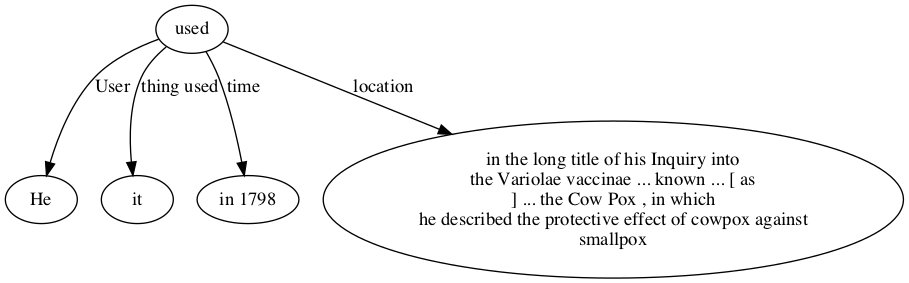 used
User
thing used
time
location
He
it
in 1798
in the long title of his Inquiry into
the Variolae vaccinae ... known ... [ as
] ... the Cow Pox , in which
he described the protective effect of cowpox against
smallpox